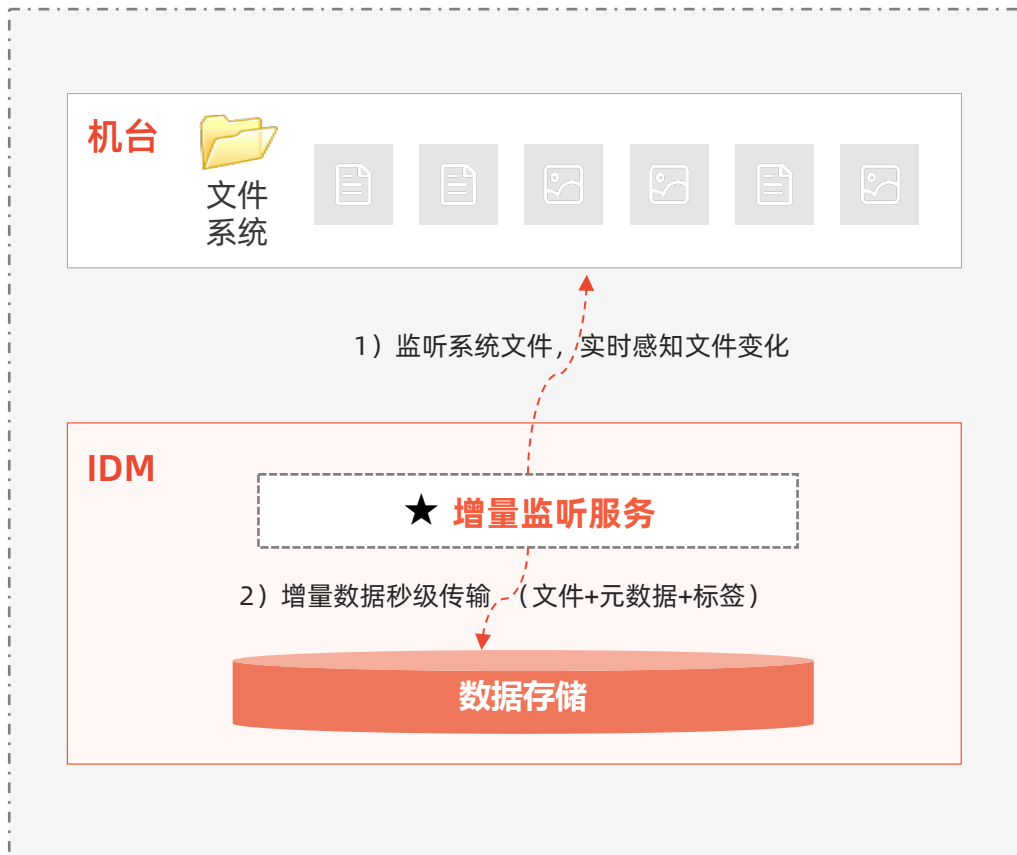 机台
文件
系统
1）监听系统文件，实时感知文件变化
IDM
★ 增量监听服务
2）增量数据秒级传输 （文件+元数据+标签）
数据存储